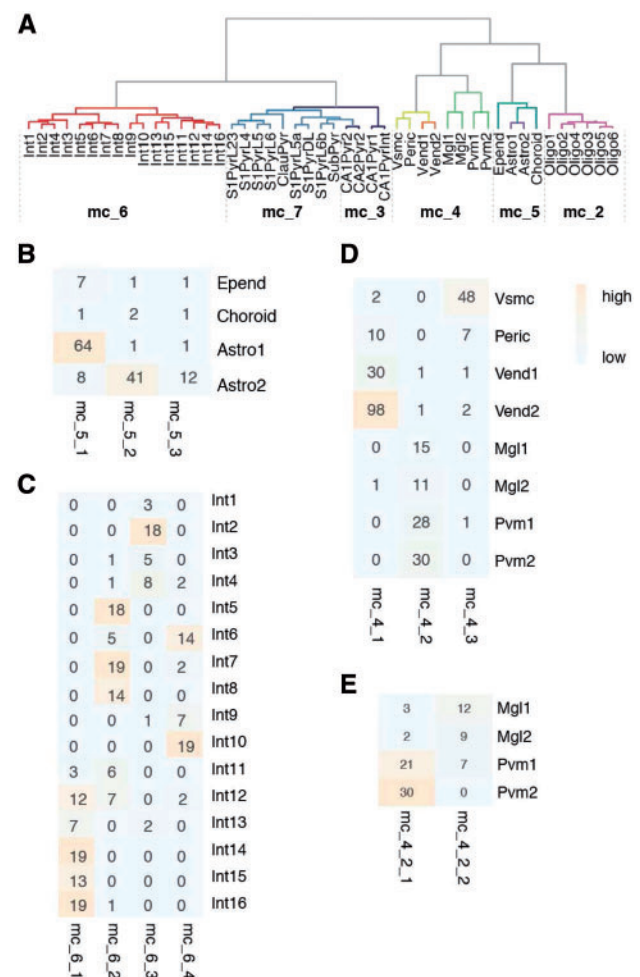 A
Int1 Int2 Int4 Int3 Int5 Int6 Int7 Int8 Int9 Int10 Int13 Int15 Int11 Int12 Int14 Int16 S1PyrL23 S1PyrL4 S1PyrL5 S1PyrL6 ClauPyr S1PyrL5a S1PyrDL S1PyrL6b SubPyr CA1Pyr2 CA2Pyr2 CA1Pyr1 CA1PyrInt Vsmc Peric Vend1 Vend2 Mgl1 Mgl2 Pvm1 Pvm2 Epend Astro1 Astro2 Choroid Oligo1 Oligo2 Oligo4 Oligo3 Oligo5 Oligo6
mc_6 mc_7 mc_3 mc_4 mc_5 mc_2
B
7 1 1 Epend
1 2 1 Choroid
64 1 1 Astro1
8 41 12 Astro2
mc_5_1 mc_5_2 mc_5_3
C
0 0 3 0 Int1
0 0 18 0 Int2
0 1 5 0 Int3
0 1 8 2 Int4
0 18 0 0 Int5
0 5 0 14 Int6
0 19 0 2 Int7
0 14 0 0 Int8
0 0 1 7 Int9
0 0 0 19 Int10
3 6 0 0 Int11
12 7 0 2 Int12
7 0 2 0 Int13
19 0 0 0 Int14
13 0 0 0 Int15
19 1 0 0 Int16
mc_6_1 mc_6_2 mc_6_3 mc_6_4
D
2 0 48 Vsmc
10 0 7 Peric
30 1 1 Vend1
98 1 2 Vend2
0 15 0 Mgl1
1 11 0 Mgl2
0 28 1 Pvm1
0 30 0 Pvm2
mc_4_1 mc_4_2 mc_4_3
high
low
E
3 12 Mgl1
2 9 Mgl2
21 7 Pvm1
30 0 Pvm2
mc_4_2_1 mc_4_2_2